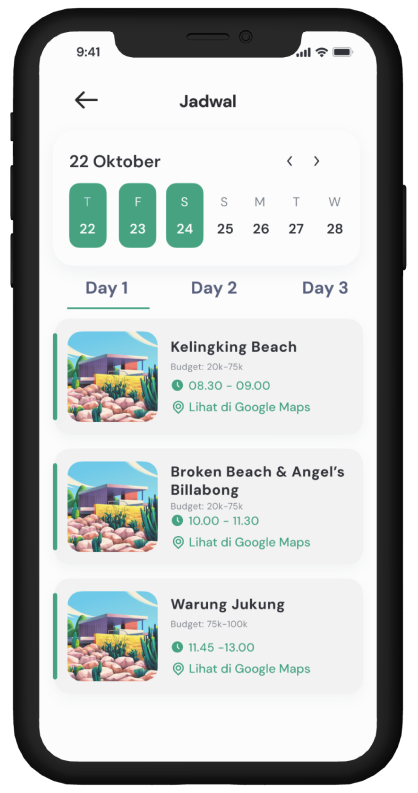 9:41
Jadwal
22 Oktober
T F S S M T W
22 23 24 25 26 27 28
Day 1 Day 2 Day 3
Kelingking Beach
Budget: 20k-75k
08.30 - 09.00
Lihat di Google Maps
Broken Beach & Angel's
Billabong
Budget: 20k-75k
10.00 - 11.30
Lihat di Google Maps
Warung Jukung
Budget: 75k-100k
11.45 -13.00
Lihat di Google Maps